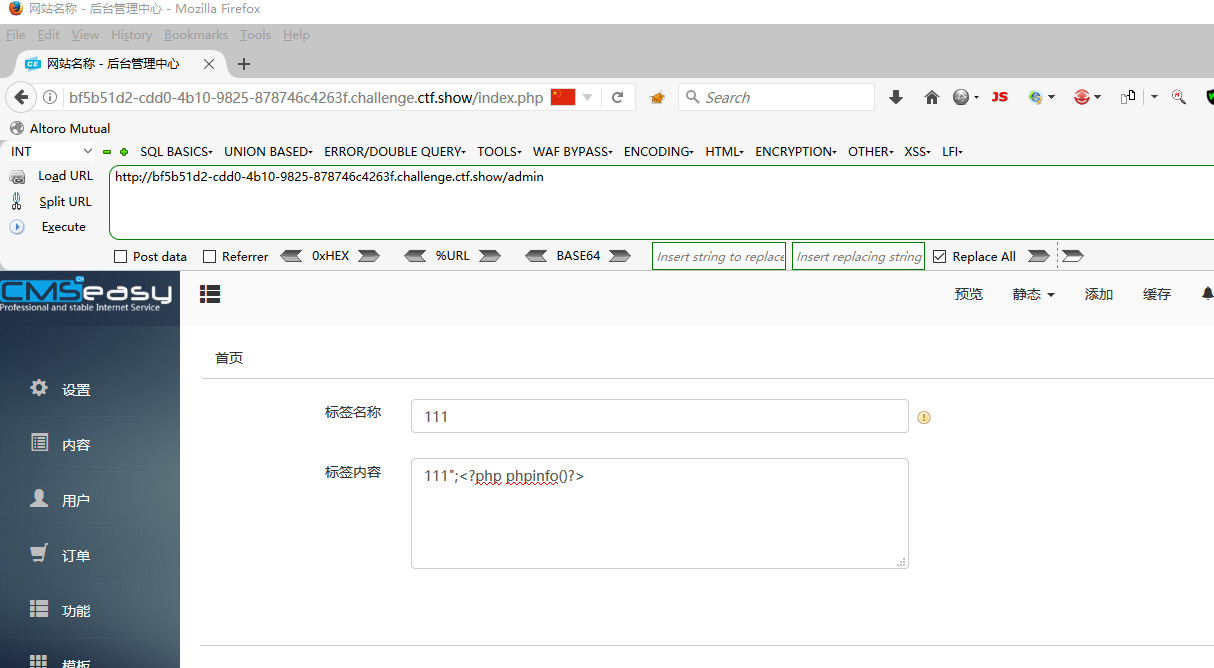 网站名称 - 后台管理中心 - Mozilla Firefox
File Edit View History Bookmarks Tools Help
网站名称 - 后台管理中心
bf5b51d2-cdd0-4b10-9825-878746c4263f.challenge.ctf.show/index.php Search JS
Altoro Mutual
INT SQL BASICS UNION BASED ERROR/DOUBLE QUERY TOOLS WAF BYPASS ENCODING HTML ENCRYPTION OTHER XSS LFI
Load URL http://bf5b51d2-cdd0-4b10-9825-878746c4263f.challenge.ctf.show/admin
Split URL
Execute
Post data Referrer 0xHEX %URL BASE64 Insert string to replace Insert replacing string Replace All
CMSeasy
Professional and stable Internet Service
预览 静态 添加 缓存
首页
设置
内容
用户
订单
功能
模板
标签名称 111
标签内容 111";<?php phpinfo()?>